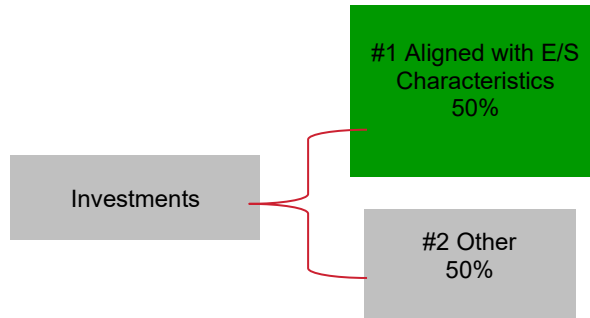 #1 Aligned with E/S
Characteristics
50%
Investments
#2 Other
50%